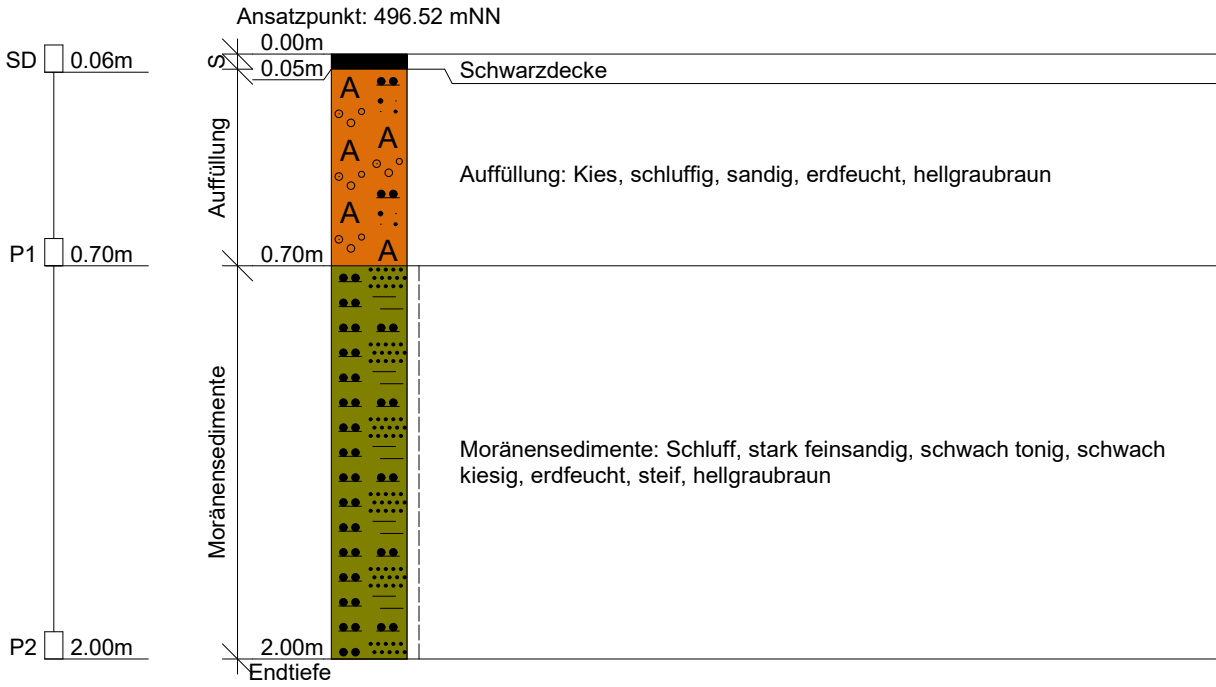 Ansatzpunkt: 496.52 mNN
SD 0.06m
S
0.00m
0.05m
Schwarzdecke
A
A
A
A
A
Auffüllung
Auffüllung: Kies, schluffig, sandig, erdfeucht, hellgraubraun
P1 0.70m
0.70m
Moränensedimente
Moränensedimente: Schluff, stark feinsandig, schwach tonig, schwach
kiesig, erdfeucht, steif, hellgraubraun
P2 2.00m
2.00m
Endtiefe